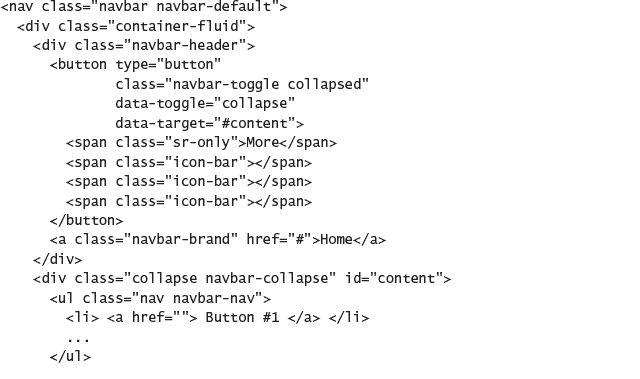 <nav class="navbar navbar-default">
  <div class="container-fluid">
    <div class="navbar-header">
      <button type="button"
              class="navbar-toggle collapsed"
              data-toggle="collapse"
              data-target="#content">
        <span class="sr-only">More</span>
        <span class="icon-bar"></span>
        <span class="icon-bar"></span>
        <span class="icon-bar"></span>
      </button>
      <a class="navbar-brand" href="#">Home</a>
    </div>
    <div class="collapse navbar-collapse" id="content">
      <ul class="nav navbar-nav">
        <li> <a href=""> Button #1 </a> </li>
        ...
      </ul>